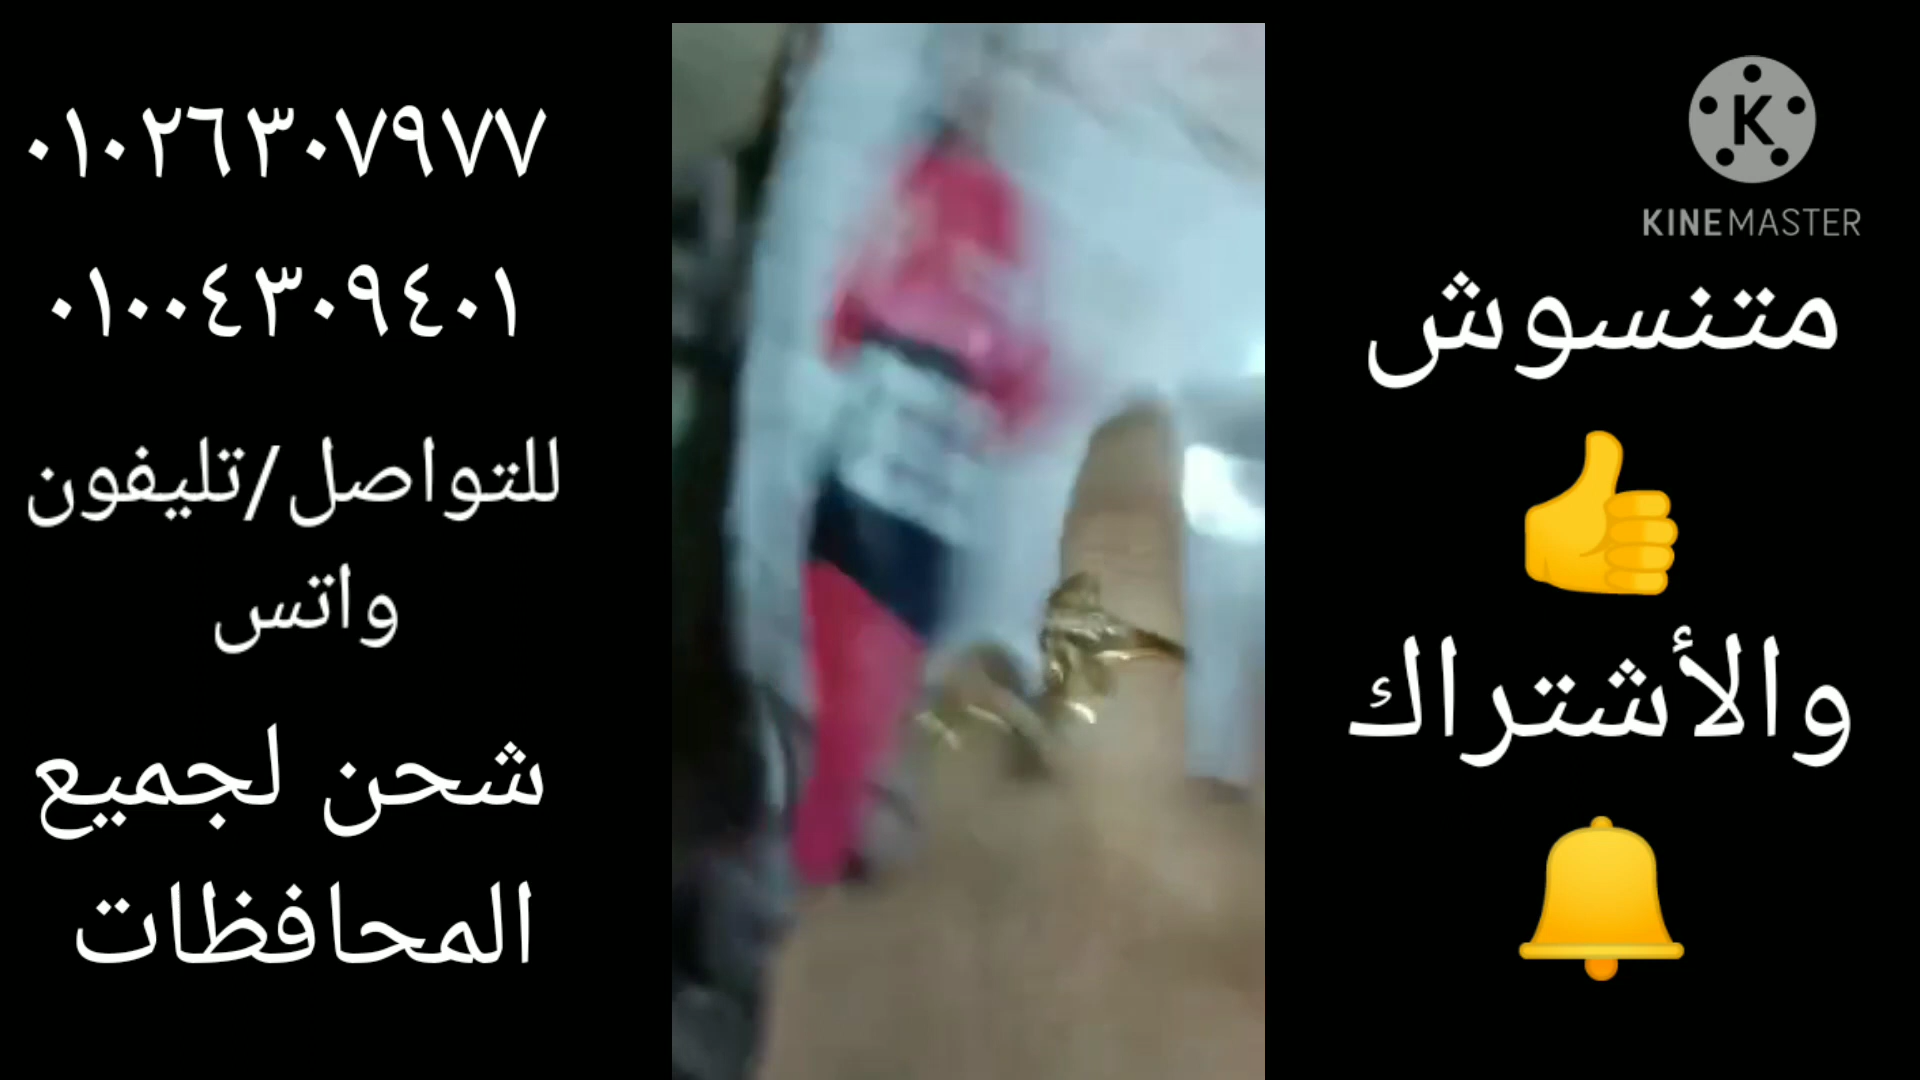 ٠١٠٢٦٣٠٧٩٧٧
٠١٠٠٤٣٠٩٤٠١
للتواصل/تليفون
واتس
شحن لجميع
المحافظات
KINEMASTER
متنسوش
والأشتراك